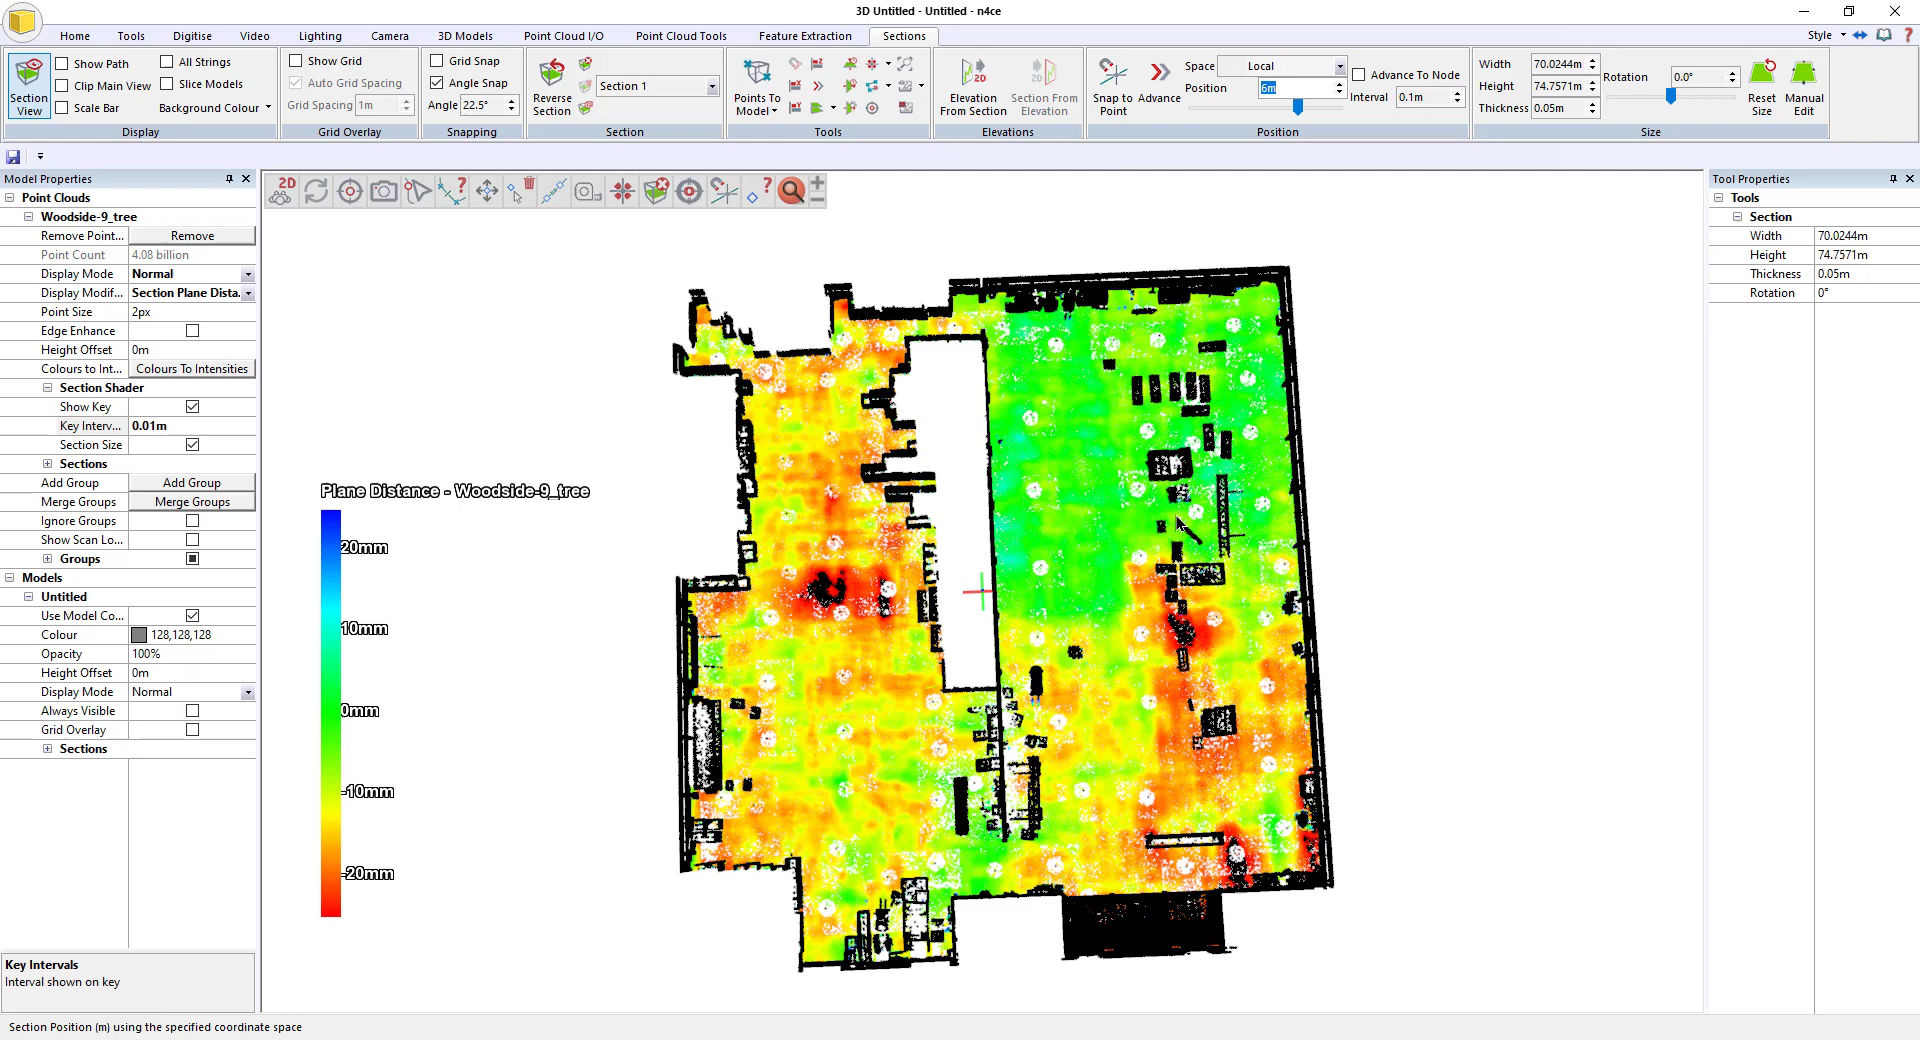 3D Untitled - Untitled - n4ce
Home Tools Digitise Video Lighting Camera 3D Models Point Cloud I/O Point Cloud Tools Feature Extraction Sections Style
Section View
Show Path
All Strings
Clip Main View
Slice Models
Scale Bar
Background Colour
Display
Show Grid
Auto Grid Spacing
Grid Spacing 1m
Grid Overlay
Grid Snap
Angle Snap
Angle 22.5°
Snapping
Reverse Section
Section 1
Section
Points To Model
Tools
Elevation From Section
Section From Elevation
Elevations
Snap to Point
Advance
Space Local
Position 6m
Advance To Node
Interval 0.1m
Position
Width 70.0244m
Height 74.7571m
Thickness 0.05m
Rotation 0.0°
Reset Size
Manual Edit
Size
Model Properties
Point Clouds
Woodside-9_tree
Remove Point... Remove
Point Count 4.08 billion
Display Mode Normal
Display Modif... Section Plane Dista...
Point Size 2px
Edge Enhance
Height Offset 0m
Colours to Int... Colours To Intensities
Section Shader
Show Key
Key Interv... 0.01m
Section Size
Sections
Add Group Add Group
Merge Groups Merge Groups
Ignore Groups
Show Scan Lo...
Groups
Models
Untitled
Use Model Co...
Colour 128,128,128
Opacity 100%
Height Offset 0m
Display Mode Normal
Always Visible
Grid Overlay
Sections
Key Intervals
Interval shown on key
2D
Plane Distance - Woodside-9_tree
20mm
10mm
0mm
-10mm
-20mm
Tool Properties
Tools
Section
Width 70.0244m
Height 74.7571m
Thickness 0.05m
Rotation 0°
Section Position (m) using the specified coordinate space